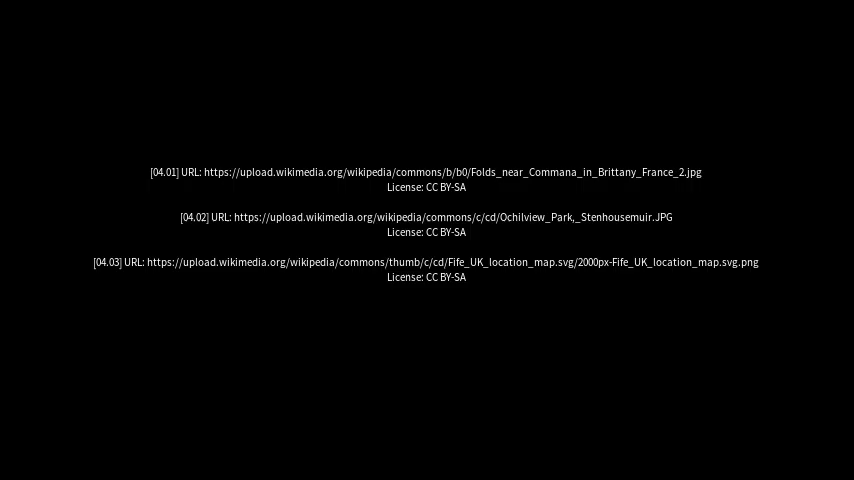 [04.01] URL: https://upload.wikimedia.org/wikipedia/commons/b/b0/Folds_near_Commana_in_Brittany_France_2.jpg
License: CC BY-SA
[04.02] URL: https://upload.wikimedia.org/wikipedia/commons/c/cd/Ochilview_Park,_Stenhousemuir.JPG
License: CC BY-SA
[04.03] URL: https://upload.wikimedia.org/wikipedia/commons/thumb/c/cd/Fife_UK_location_map.svg/2000px-Fife_UK_location_map.svg.png
License: CC BY-SA